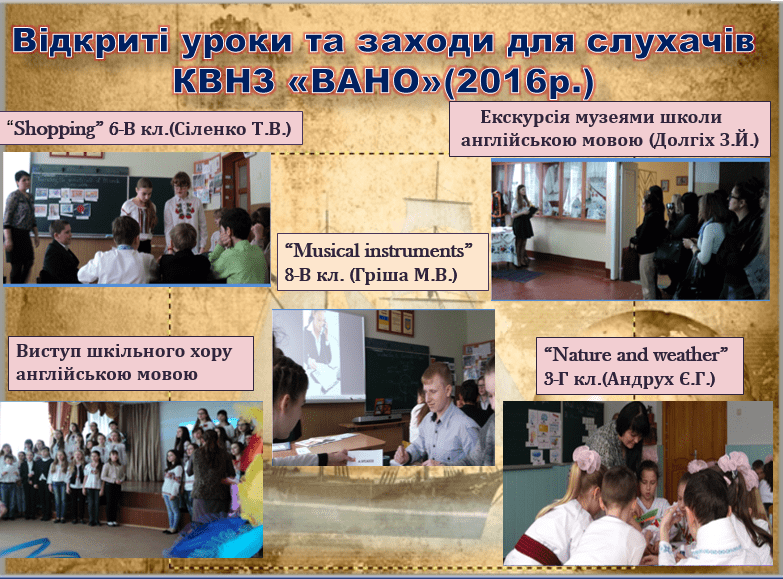 Відкриті уроки та заходи для слухачів
КВНЗ «ВАНО»(2016р.)
“Shopping” 6-В кл.(Сіленко Т.В.)
Екскурсія музеями школи
англійською мовою (Долгіх З.Й.)
“Musical instruments”
8-В кл. (Гріша М.В.)
Виступ шкільного хору
англійською мовою
“Nature and weather”
3-Г кл.(Андрух Є.Г.)